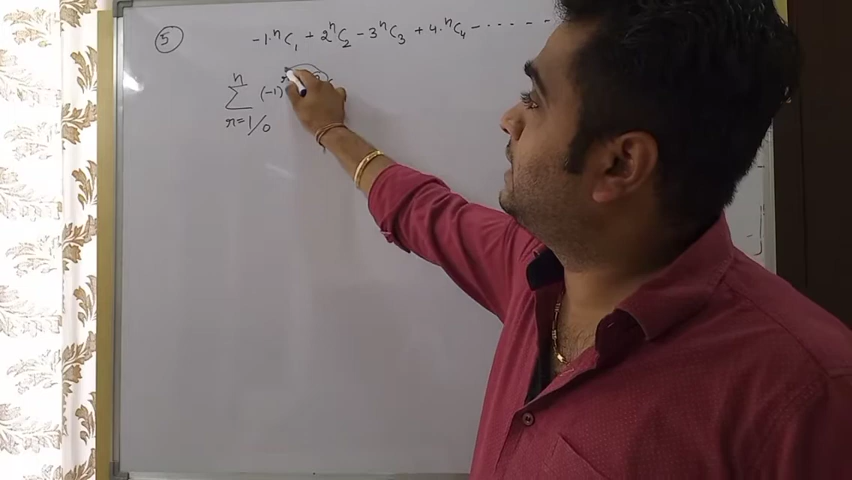 ⑤ -1·ⁿC₁ + 2ⁿC₂ - 3ⁿC₃ + 4·ⁿC₄ - ......
n
Σ (-1)
r=1/0